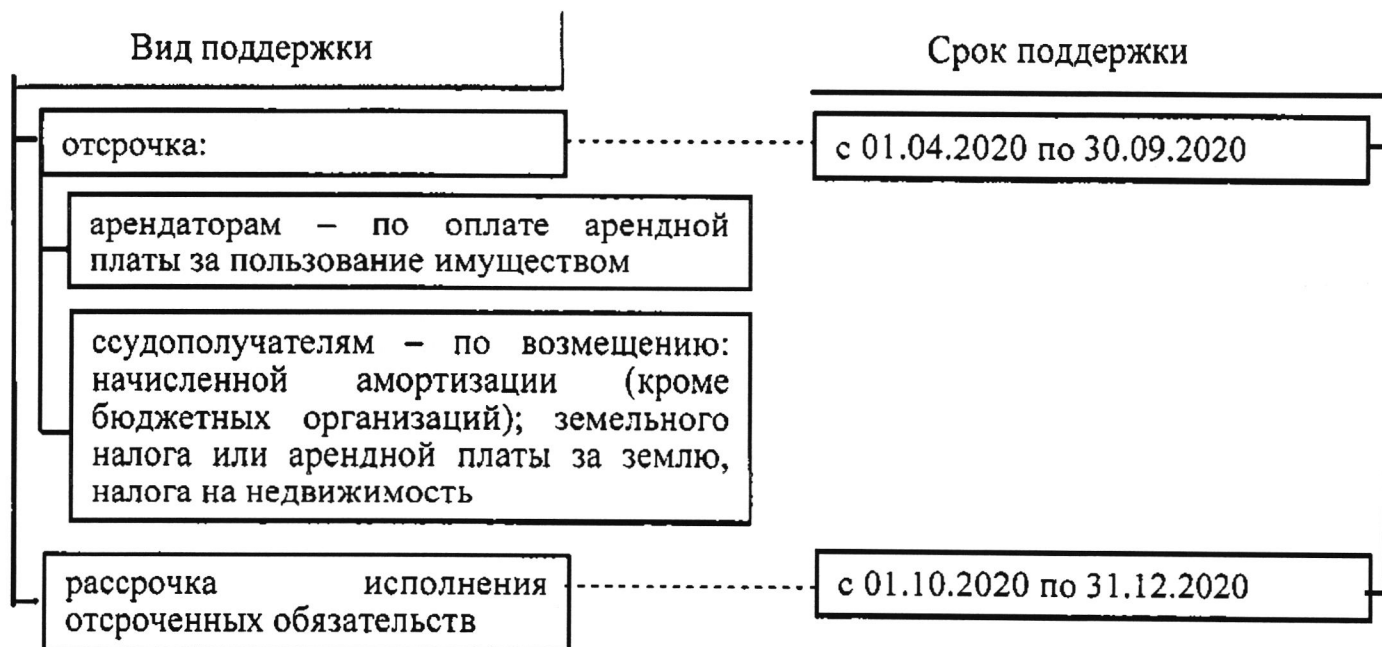 Вид поддержки
Срок поддержки
отсрочка:
с 01.04.2020 по 30.09.2020
арендаторам – по оплате арендной
платы за пользование имуществом
ссудополучателям – по возмещению:
начисленной амортизации (кроме
бюджетных организаций); земельного
налога или арендной платы за землю,
налога на недвижимость
рассрочка исполнения
отсроченных обязательств
с 01.10.2020 по 31.12.2020